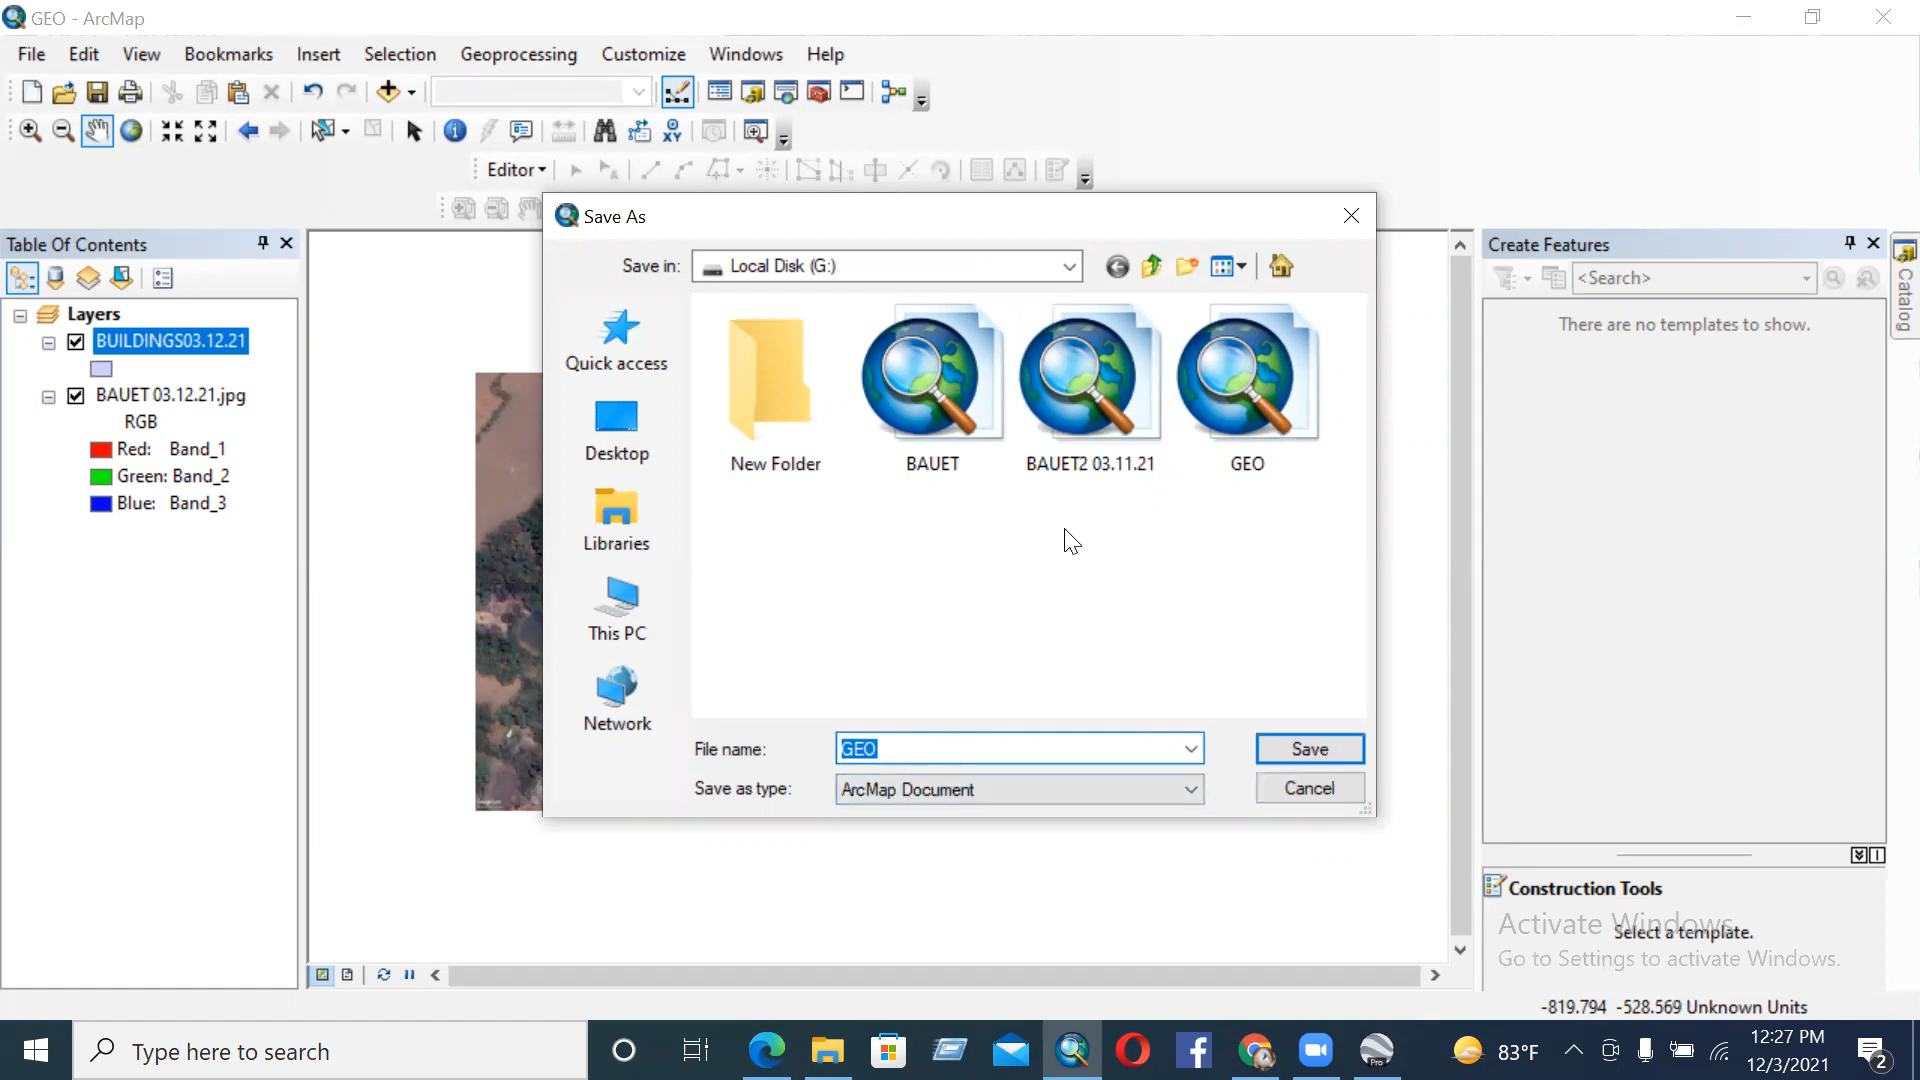 GEO - ArcMap
File Edit View Bookmarks Insert Selection Geoprocessing Customize Windows Help
XY
Editor
Save As
Table Of Contents
Save in: Local Disk (G:)
Create Features
<Search>
Catalog
Layers
BUILDINGS03.12.21
BAUET 03.12.21.jpg
RGB
Red: Band_1
Green: Band_2
Blue: Band_3
There are no templates to show.
Quick access
Desktop
Libraries
This PC
Network
New Folder
BAUET
BAUET2 03.11.21
GEO
File name: GEO
Save
Save as type: ArcMap Document
Cancel
Construction Tools
Activate Windows
Select a template.
Go to Settings to activate Windows.
-819.794 -528.569 Unknown Units
Type here to search
Pro
83°F
12:27 PM
12/3/2021
2